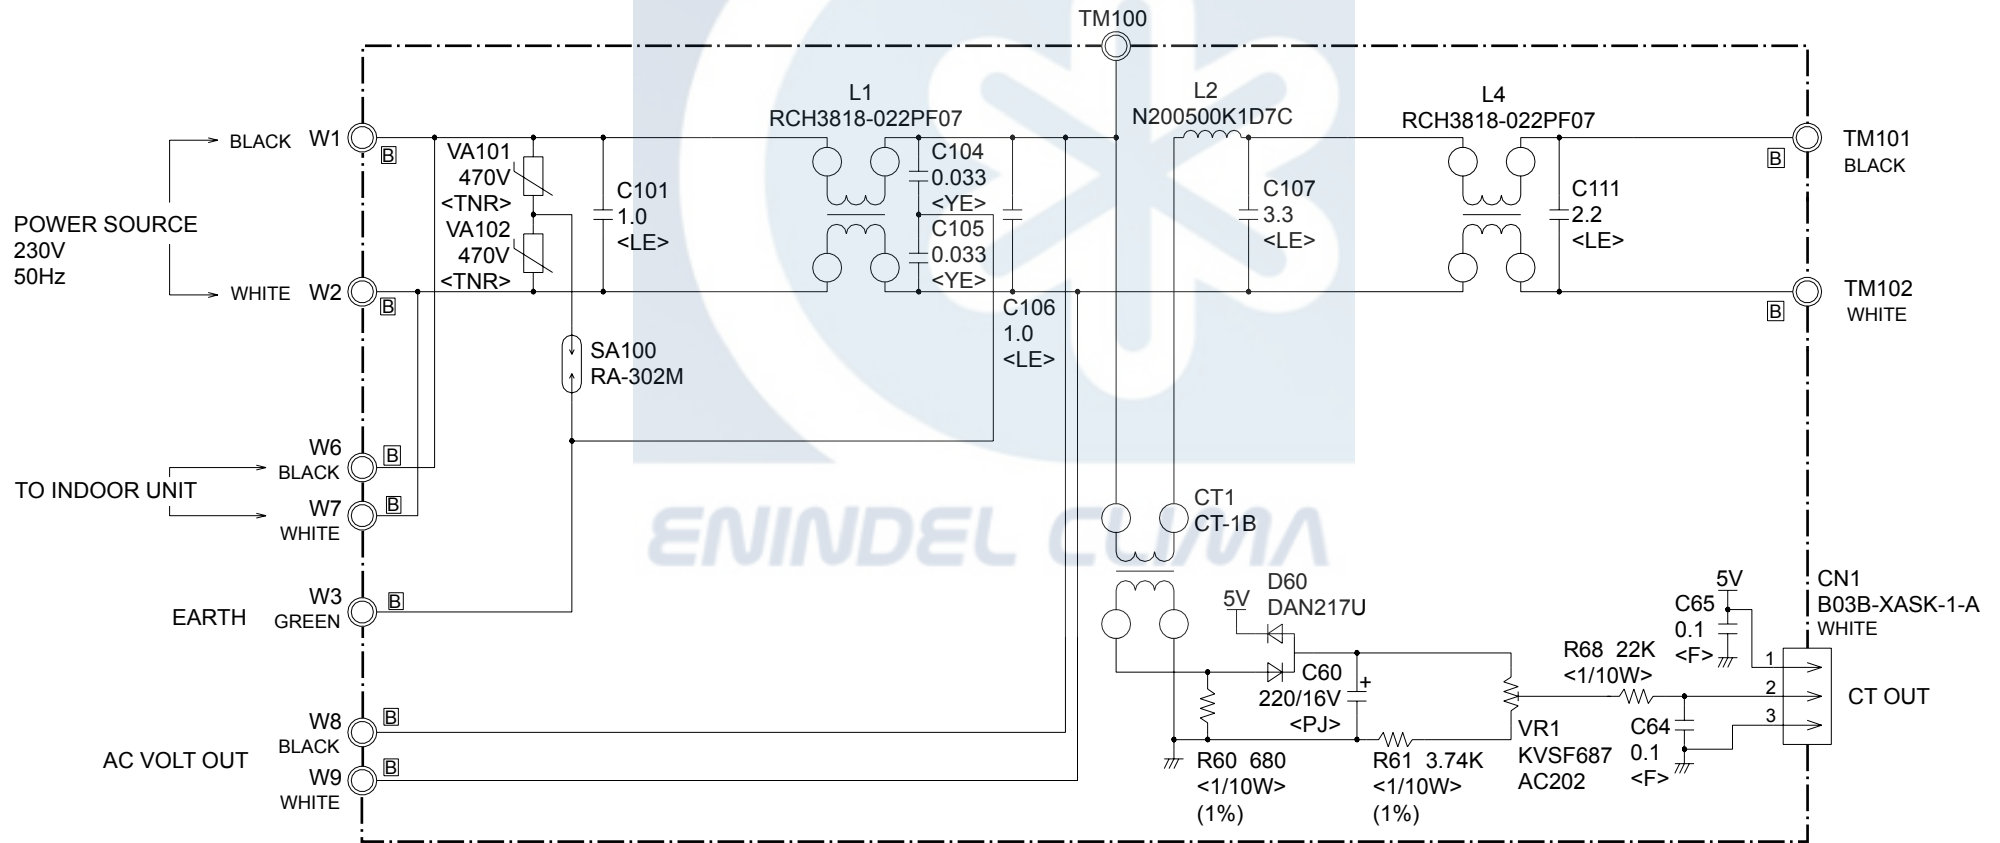 TM100
L1
RCH3818-022PF07
L2
N200500K1D7C
L4
RCH3818-022PF07
BLACK W1
B
VA101
470V
<TNR>
VA102
470V
<TNR>
C101
1.0
<LE>
C104
0.033
<YE>
C105
0.033
<YE>
C106
1.0
<LE>
C107
3.3
<LE>
C111
2.2
<LE>
TM101
BLACK
B
POWER SOURCE
230V
50Hz
WHITE W2
B
TM102
WHITE
B
SA100
RA-302M
W6
BLACK
B
TO INDOOR UNIT
W7
WHITE
B
ENINDEL CLIMA
CT1
CT-1B
W3
EARTH GREEN
B
5V
D60
DAN217U
C60
220/16V
<PJ>
+
R60 680
<1/10W>
(1%)
R61 3.74K
<1/10W>
(1%)
VR1
KVSF687
AC202
R68 22K
<1/10W>
C65
0.1
<F>
5V
C64
0.1
<F>
CN1
B03B-XASK-1-A
WHITE
1
2
3
CT OUT
W8
BLACK
B
AC VOLT OUT
W9
WHITE
B